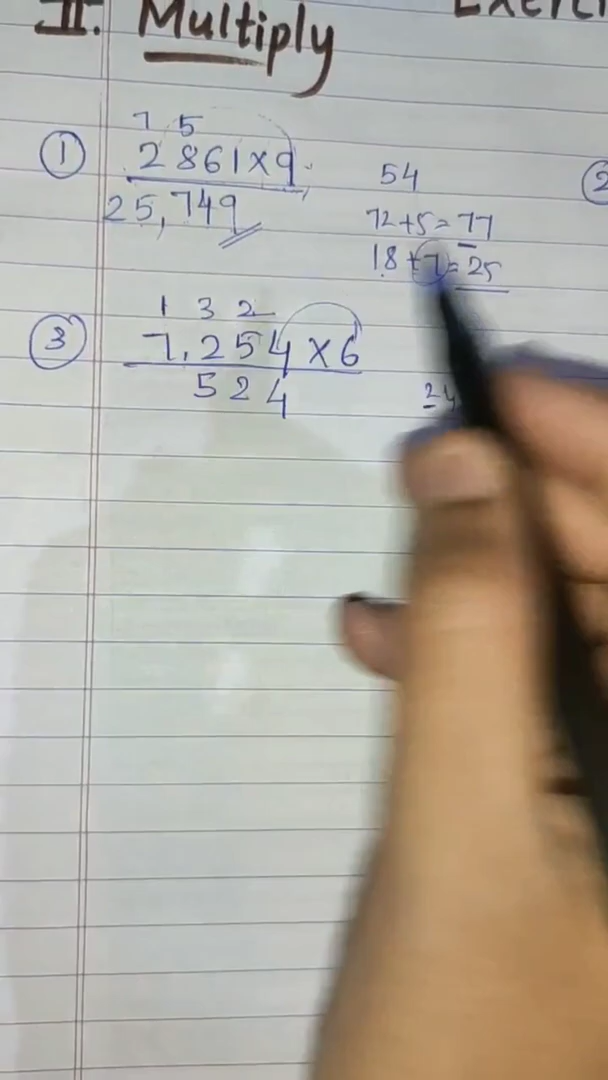 II. Multiply
① 7 5
2861×9
25,749
54
72+5=77
18+7=25
③ 1 3 2
7,254×6
524
24